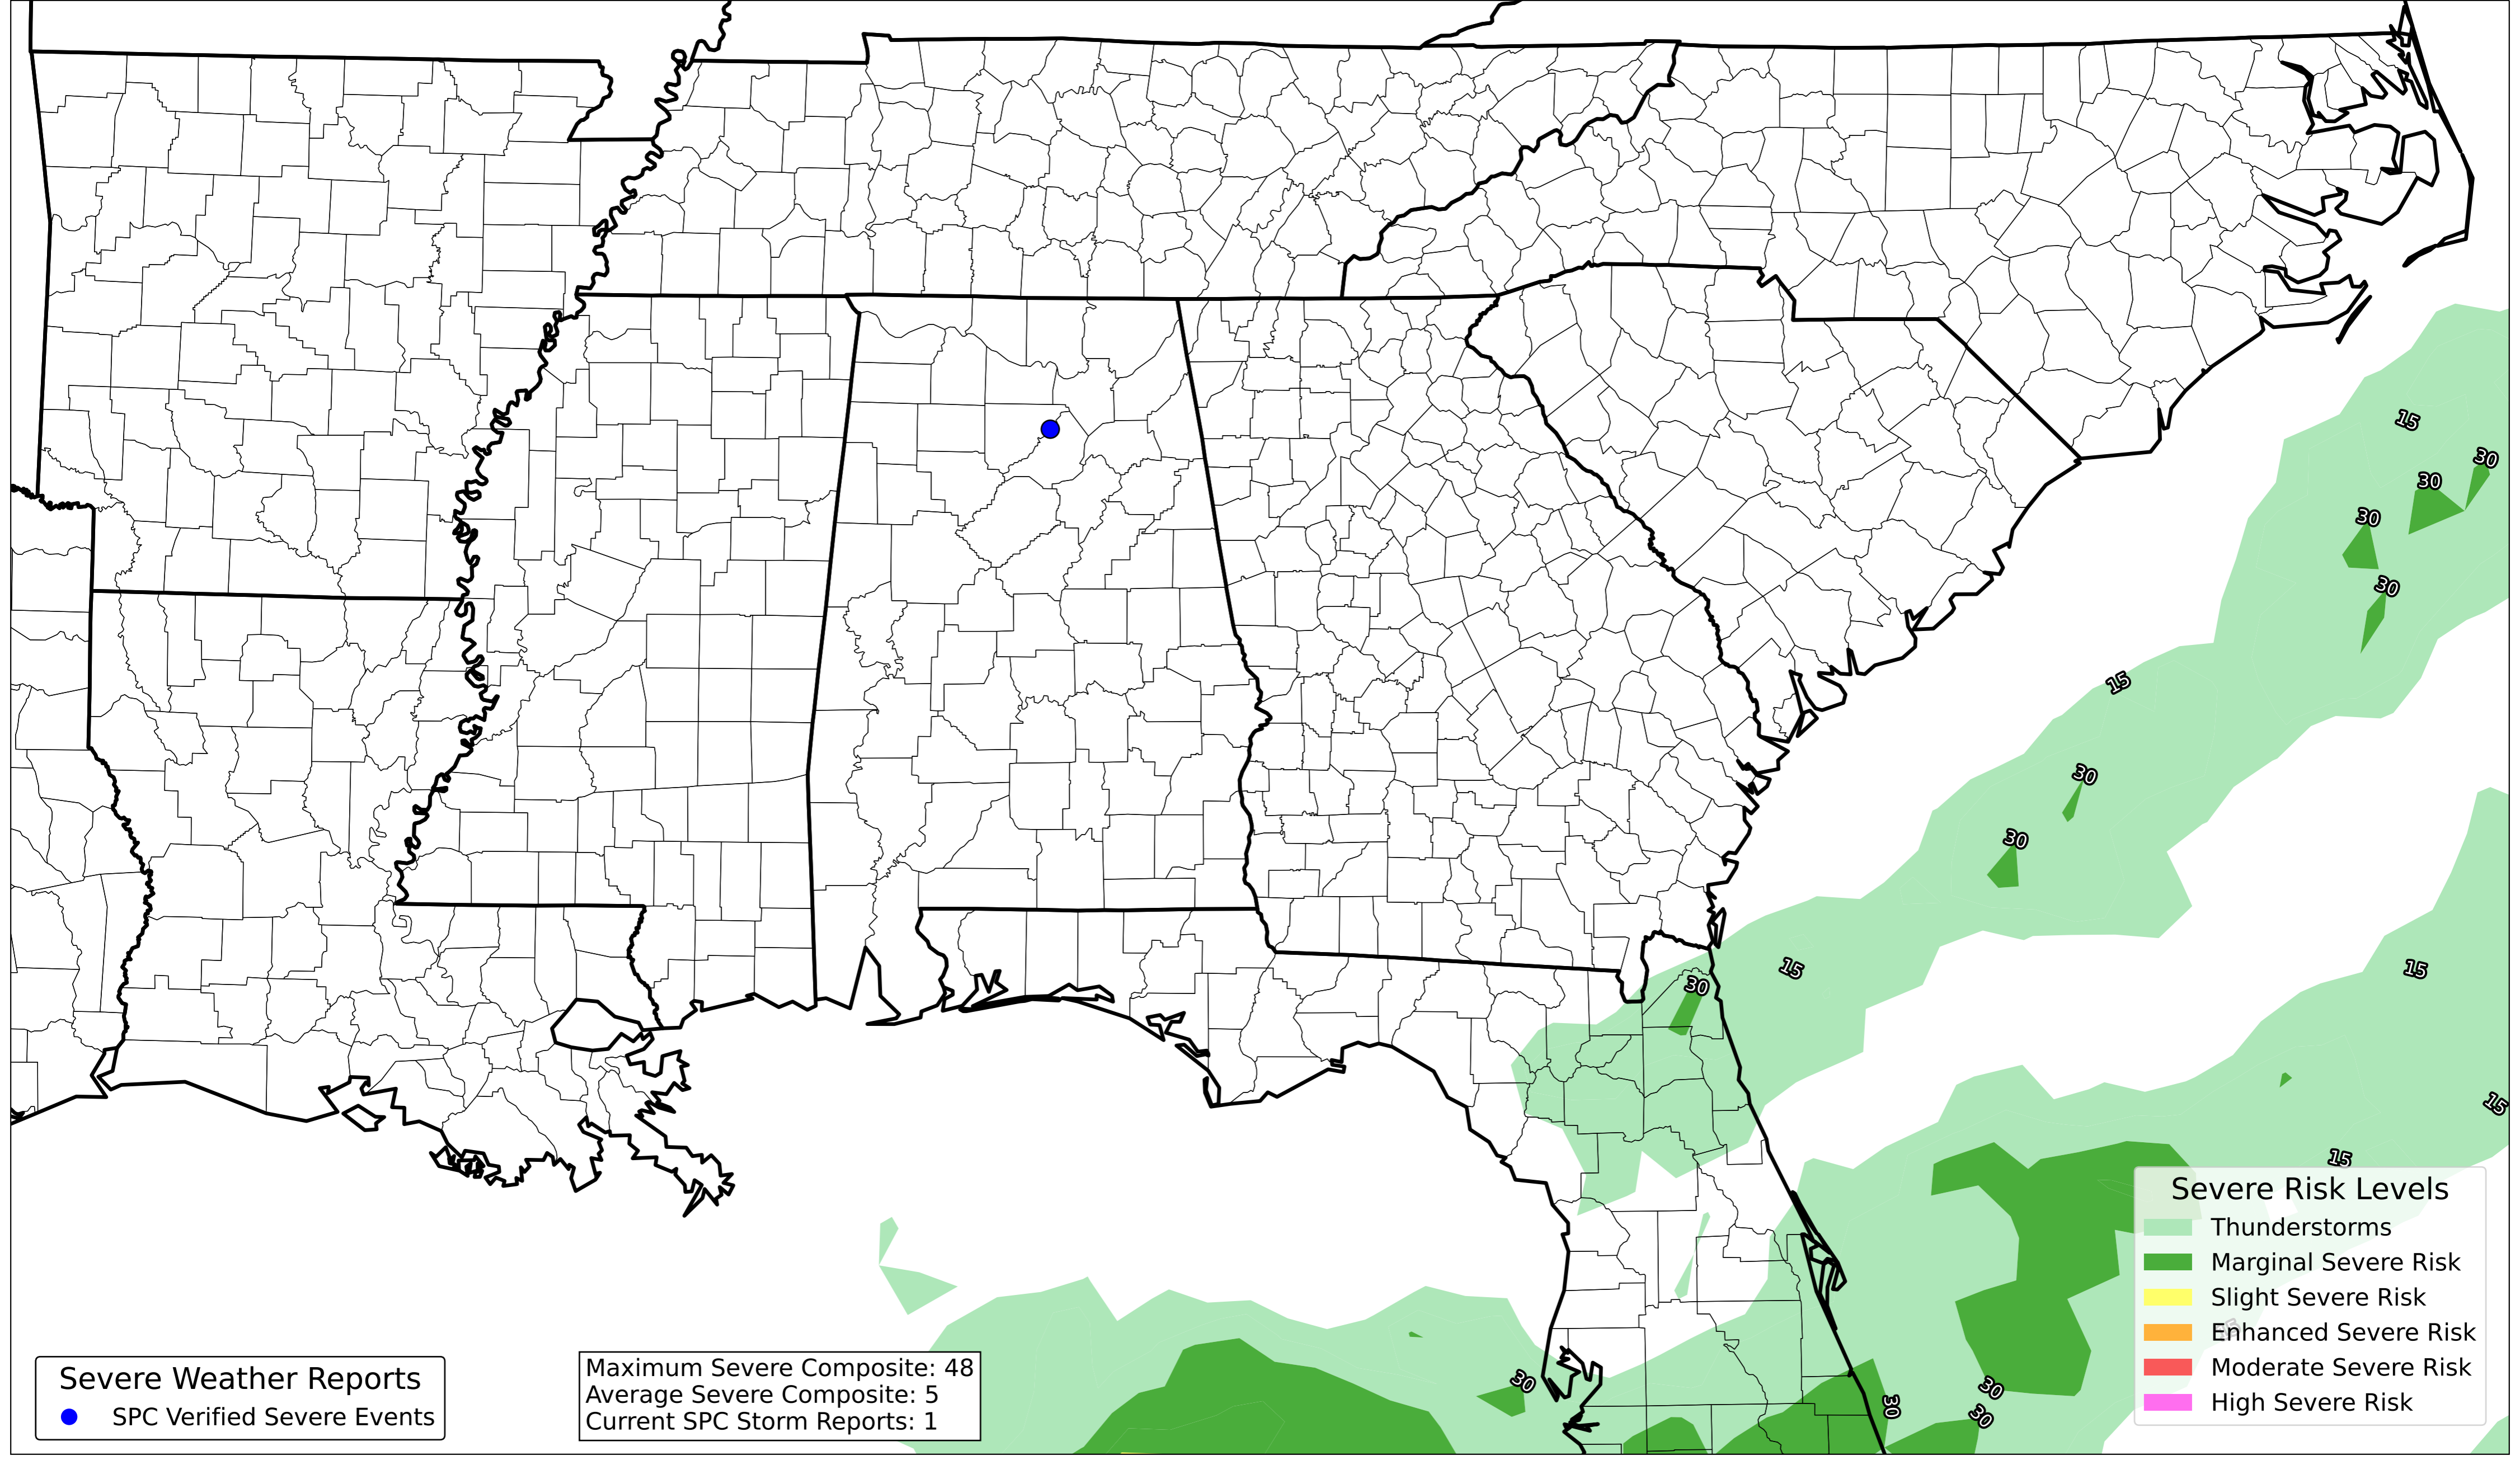 15
30
30
30
30
15
30
30
15
30
15
15
15
30
30
30
30
Severe Risk Levels
Thunderstorms
Marginal Severe Risk
Slight Severe Risk
Enhanced Severe Risk
Moderate Severe Risk
High Severe Risk
Severe Weather Reports
SPC Verified Severe Events
Maximum Severe Composite: 48
Average Severe Composite: 5
Current SPC Storm Reports: 1